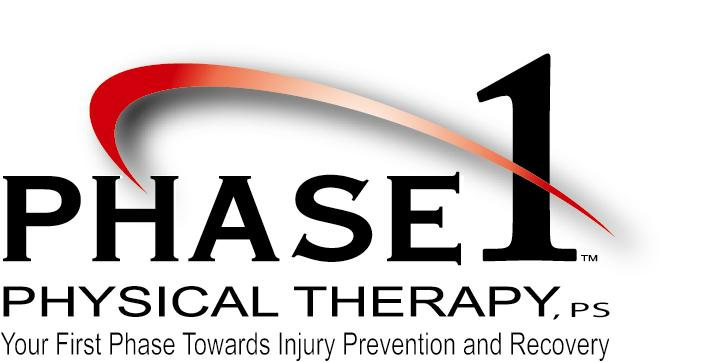 PHASE1™
PHYSICAL THERAPY, PS
Your First Phase Towards Injury Prevention and Recovery